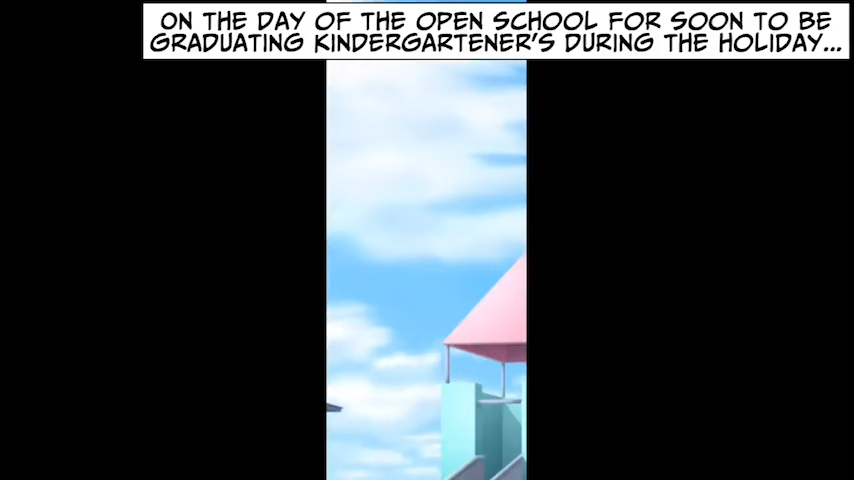 ON THE DAY OF THE OPEN SCHOOL FOR SOON TO BE
GRADUATING KINDERGARTENER'S DURING THE HOLIDAY...